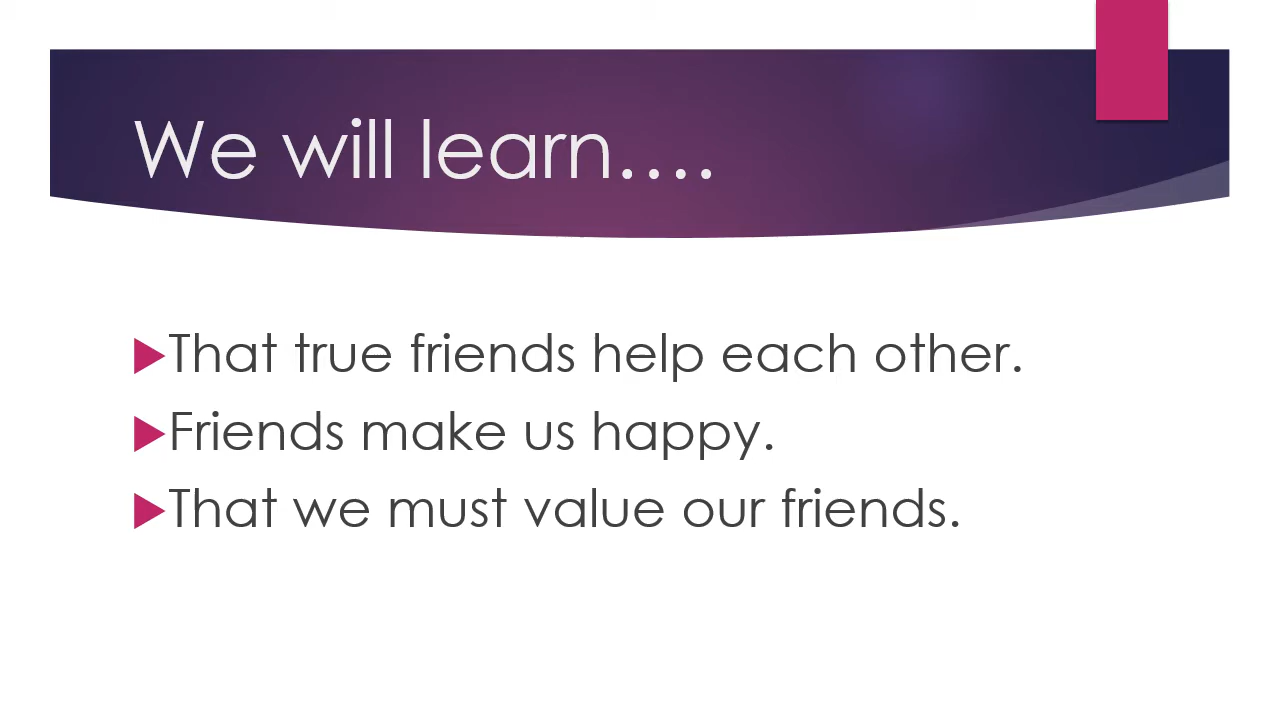 We will learn....
That true friends help each other.
Friends make us happy.
That we must value our friends.